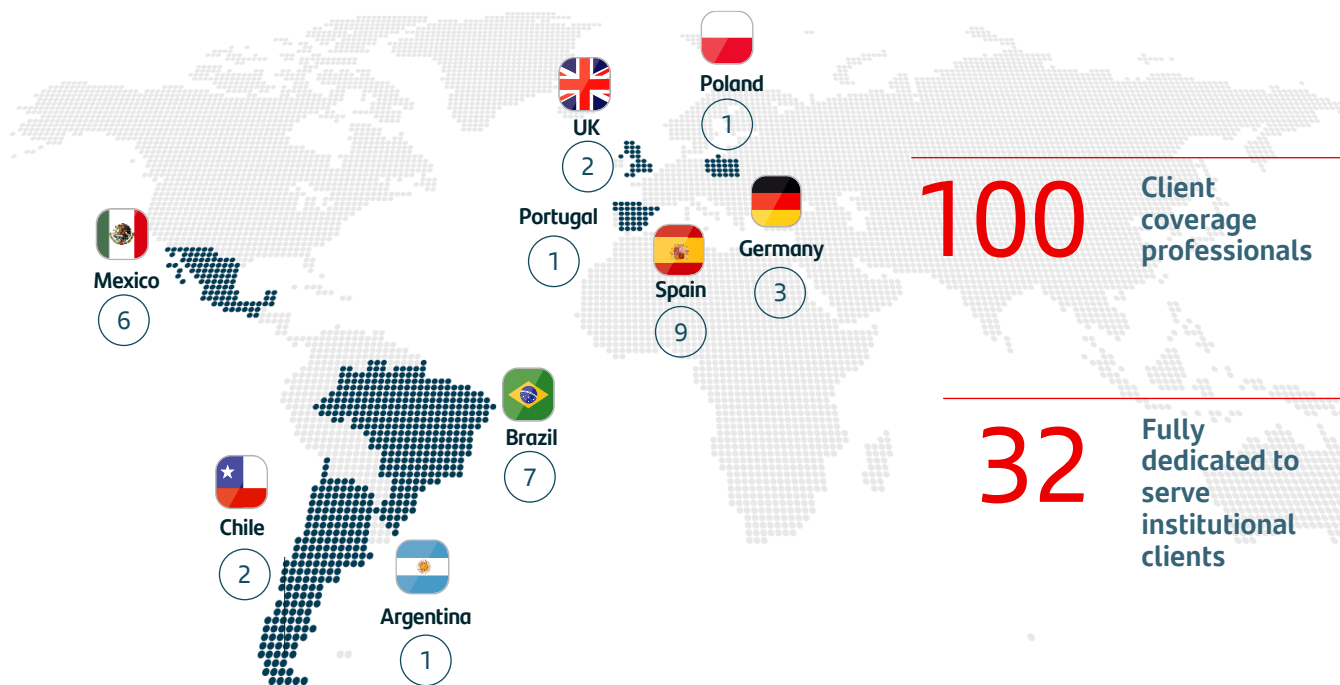 Poland
1
UK
2
Portugal
1
Spain
9
Germany
3
Mexico
6
Brazil
7
Chile
2
Argentina
1
100
Client
coverage
professionals
32
Fully
dedicated to
serve
institutional
clients